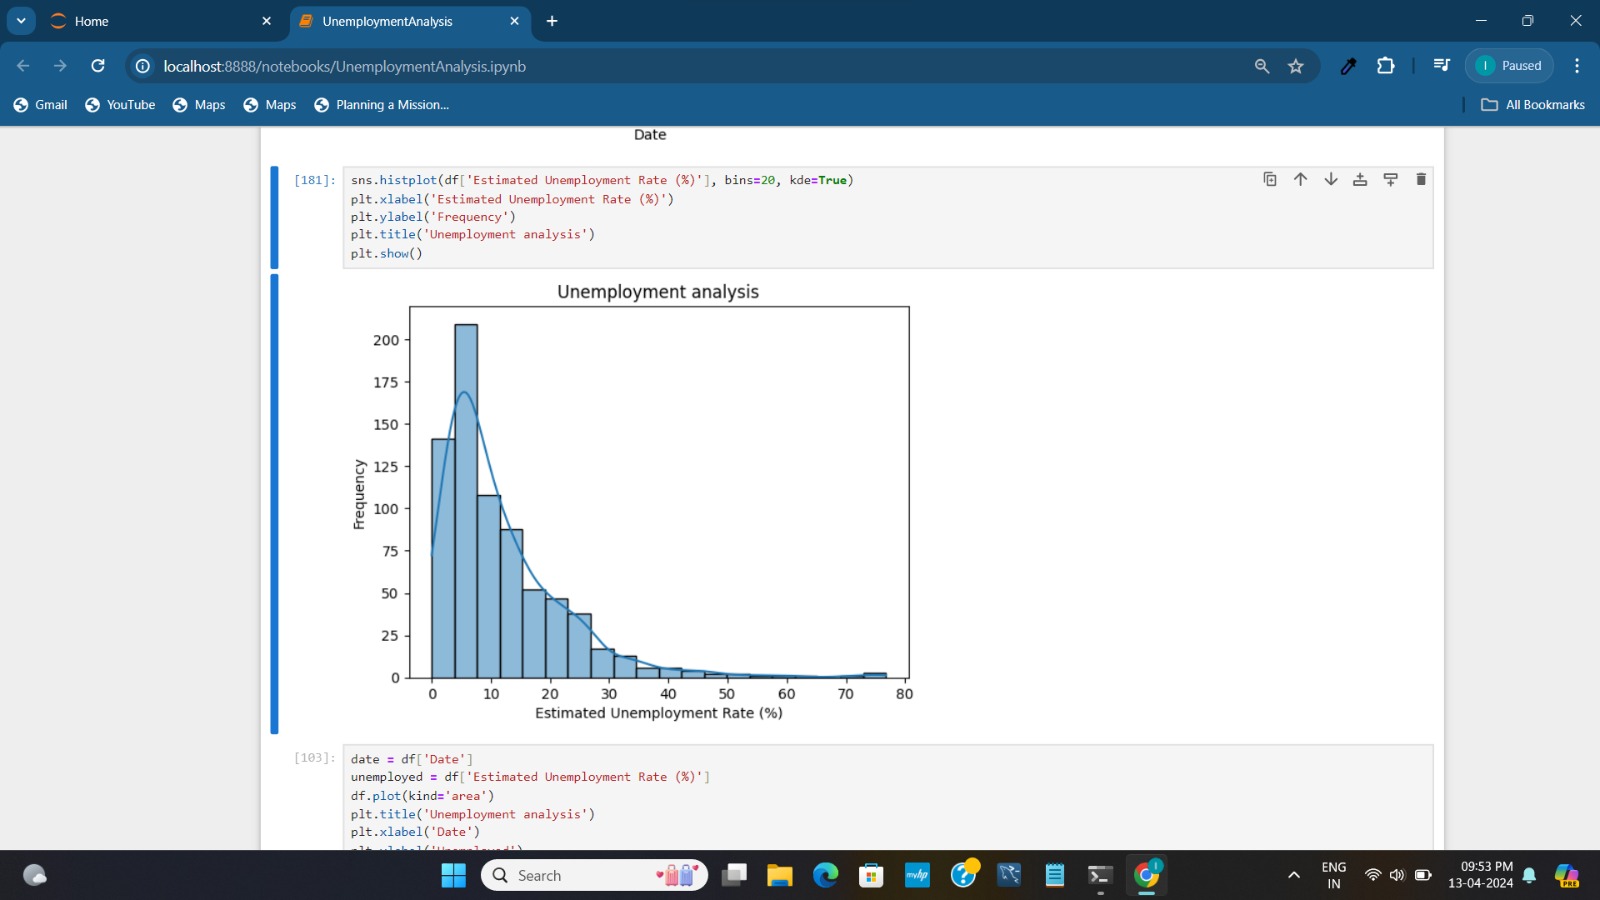 Home
UnemploymentAnalysis
localhost:8888/notebooks/UnemploymentAnalysis.ipynb
I
Paused
Gmail
YouTube
Maps
Maps
Planning a Mission...
All Bookmarks
Date
[181]:
sns.histplot(df['Estimated Unemployment Rate (%)'], bins=20, kde=True)
plt.xlabel('Estimated Unemployment Rate (%)')
plt.ylabel('Frequency')
plt.title('Unemployment analysis')
plt.show()
Unemployment analysis
200
175
150
125
100
75
50
25
0
Frequency
0 10 20 30 40 50 60 70 80
Estimated Unemployment Rate (%)
[103]:
date = df['Date']
unemployed = df['Estimated Unemployment Rate (%)']
df.plot(kind='area')
plt.title('Unemployment analysis')
plt.xlabel('Date')
plt.ylabel('Unemployed')
Search
myhp
ENG
IN
09:53 PM
13-04-2024
PRE